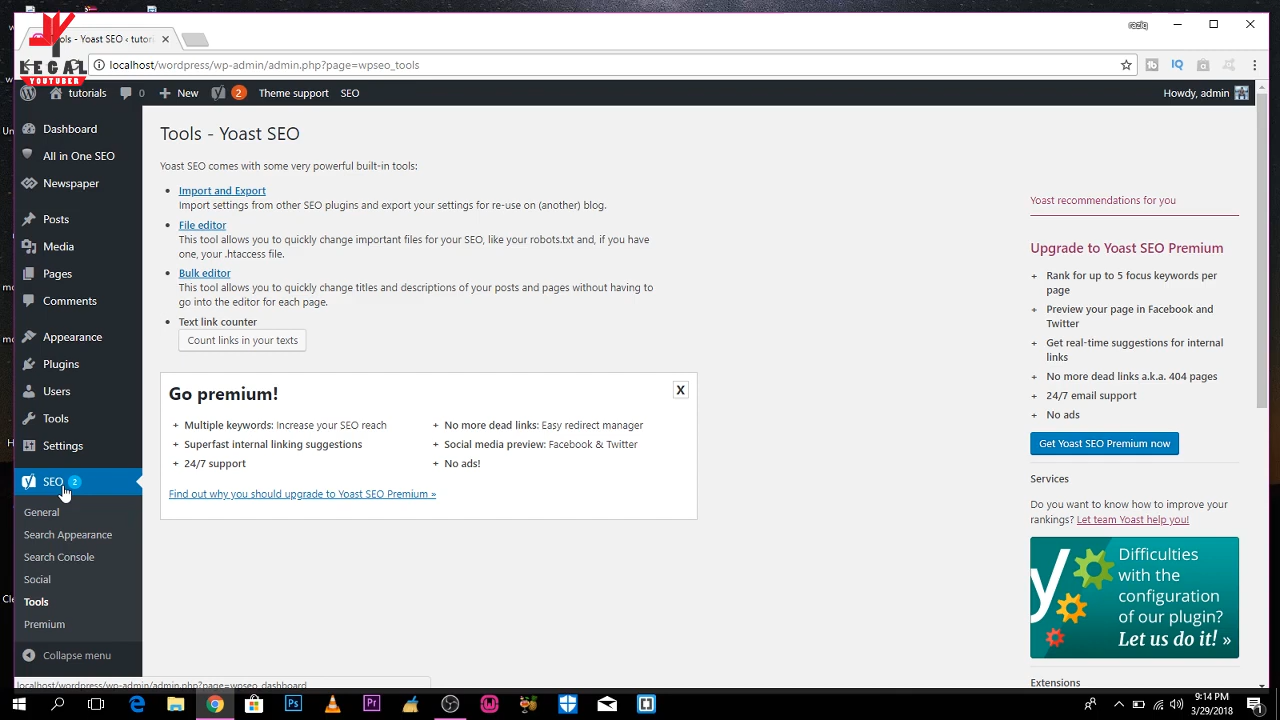 raziq
Tools - Yoast SEO ‹ tutori
LEGAL
YOUTUBER
localhost/wordpress/wp-admin/admin.php?page=wpseo_tools
IQ
tutorials
0
New
2
Theme support
SEO
Howdy, admin
Dashboard
All in One SEO
Newspaper
Posts
Media
Pages
Comments
Appearance
Plugins
Users
Tools
Settings
SEO 2
General
Search Appearance
Search Console
Social
Tools
Premium
Collapse menu
Tools - Yoast SEO
Yoast SEO comes with some very powerful built-in tools:
Import and Export
Import settings from other SEO plugins and export your settings for re-use on (another) blog.
File editor
This tool allows you to quickly change important files for your SEO, like your robots.txt and, if you have
one, your .htaccess file.
Bulk editor
This tool allows you to quickly change titles and descriptions of your posts and pages without having to
go into the editor for each page.
Text link counter
Count links in your texts
Go premium!
X
+ Multiple keywords: Increase your SEO reach
+ Superfast internal linking suggestions
+ 24/7 support
+ No more dead links: Easy redirect manager
+ Social media preview: Facebook & Twitter
+ No ads!
Find out why you should upgrade to Yoast SEO Premium »
Yoast recommendations for you
Upgrade to Yoast SEO Premium
+ Rank for up to 5 focus keywords per
page
+ Preview your page in Facebook and
Twitter
+ Get real-time suggestions for internal
links
+ No more dead links a.k.a. 404 pages
+ 24/7 email support
+ No ads
Get Yoast SEO Premium now
Services
Do you want to know how to improve your
rankings? Let team Yoast help you!
Difficulties
with the
configuration
of our plugin?
Let us do it! »
Extensions
localhost/wordpress/wp-admin/admin.php?page=wpseo_dashboard
Ps
Pr
9:14 PM
3/29/2018